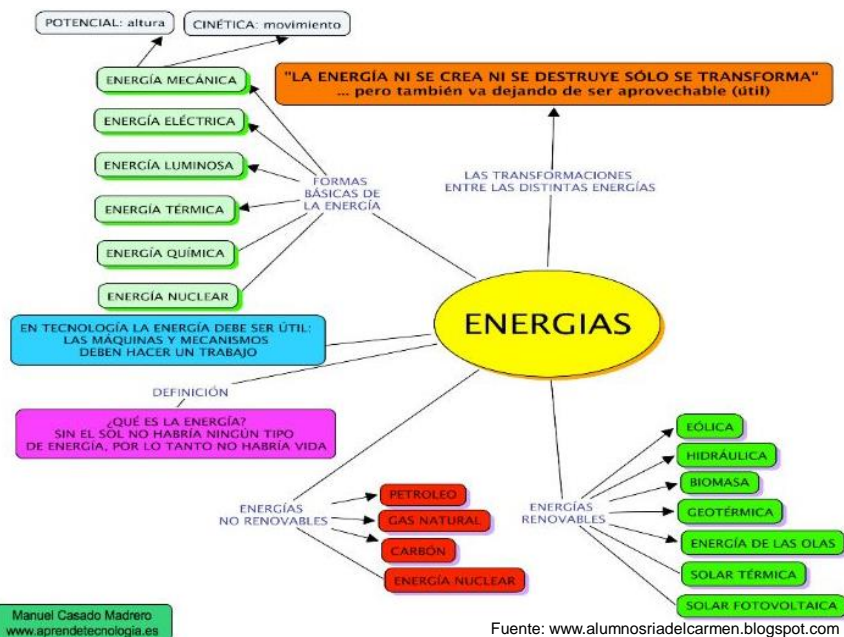 POTENCIAL: altura
CINÉTICA: movimiento
ENERGÍA MECÁNICA
ENERGÍA ELÉCTRICA
ENERGÍA LUMINOSA
ENERGÍA TÉRMICA
ENERGÍA QUÍMICA
ENERGÍA NUCLEAR
FORMAS
BÁSICAS DE
LA ENERGÍA
"LA ENERGÍA NI SE CREA NI SE DESTRUYE SÓLO SE TRANSFORMA"
... pero también va dejando de ser aprovechable (útil)
LAS TRANSFORMACIONES
ENTRE LAS DISTINTAS ENERGÍAS
ENERGIAS
EN TECNOLOGÍA LA ENERGÍA DEBE SER ÚTIL:
LAS MÁQUINAS Y MECANISMOS
DEBEN HACER UN TRABAJO
DEFINICIÓN
¿QUÉ ES LA ENERGÍA?
SIN EL SOL NO HABRÍA NINGÚN TIPO
DE ENERGÍA, POR LO TANTO NO HABRÍA VIDA
ENERGÍAS
NO RENOVABLES
PETROLEO
GAS NATURAL
CARBÓN
ENERGÍA NUCLEAR
ENERGÍAS
RENOVABLES
EÓLICA
HIDRÁULICA
BIOMASA
GEOTÉRMICA
ENERGÍA DE LAS OLAS
SOLAR TÉRMICA
SOLAR FOTOVOLTAICA
Manuel Casado Madrero
www.aprendetecnologia.es
Fuente: www.alumnosriadelcarmen.blogspot.com